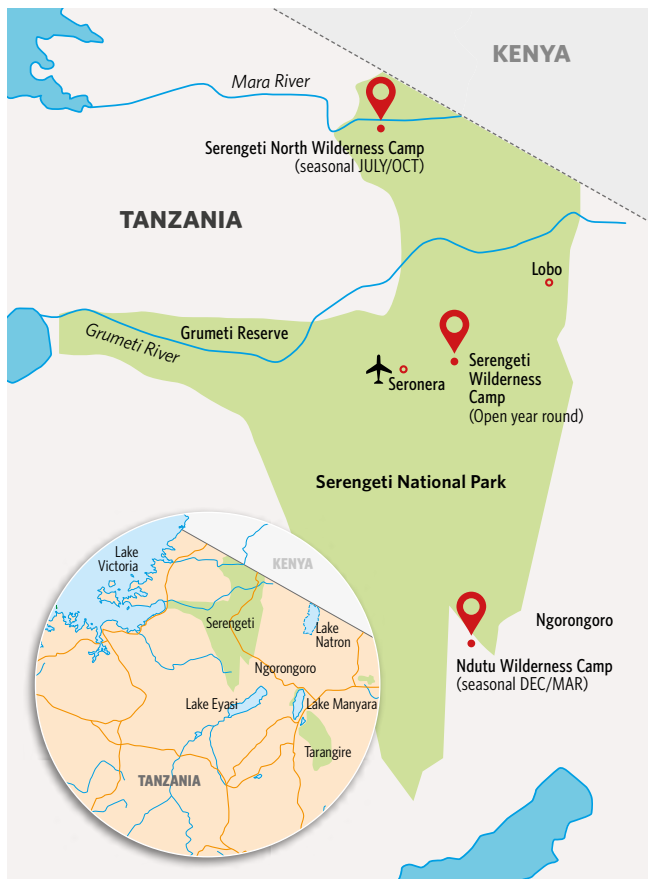 KENYA
Mara River
Serengeti North Wilderness Camp
(seasonal JULY/OCT)
TANZANIA
Lobo
Grumeti Reserve
Grumeti River
Serengeti
Wilderness
Camp
(Open year round)
Seronera
Serengeti National Park
Ngorongoro
Ndutu Wilderness Camp
(seasonal DEC/MAR)
Lake
Victoria
KENYA
Serengeti
Lake
Natron
Ngorongoro
Lake Eyasi
Lake Manyara
Tarangire
TANZANIA